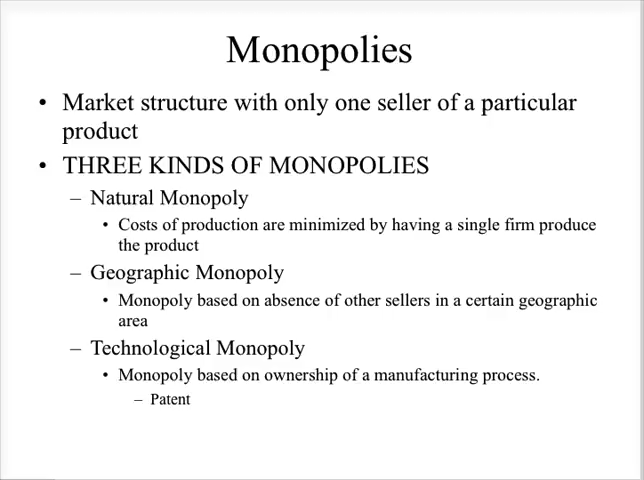 Monopolies
• Market structure with only one seller of a particular
product
• THREE KINDS OF MONOPOLIES
– Natural Monopoly
• Costs of production are minimized by having a single firm produce
the product
– Geographic Monopoly
• Monopoly based on absence of other sellers in a certain geographic
area
– Technological Monopoly
• Monopoly based on ownership of a manufacturing process.
– Patent